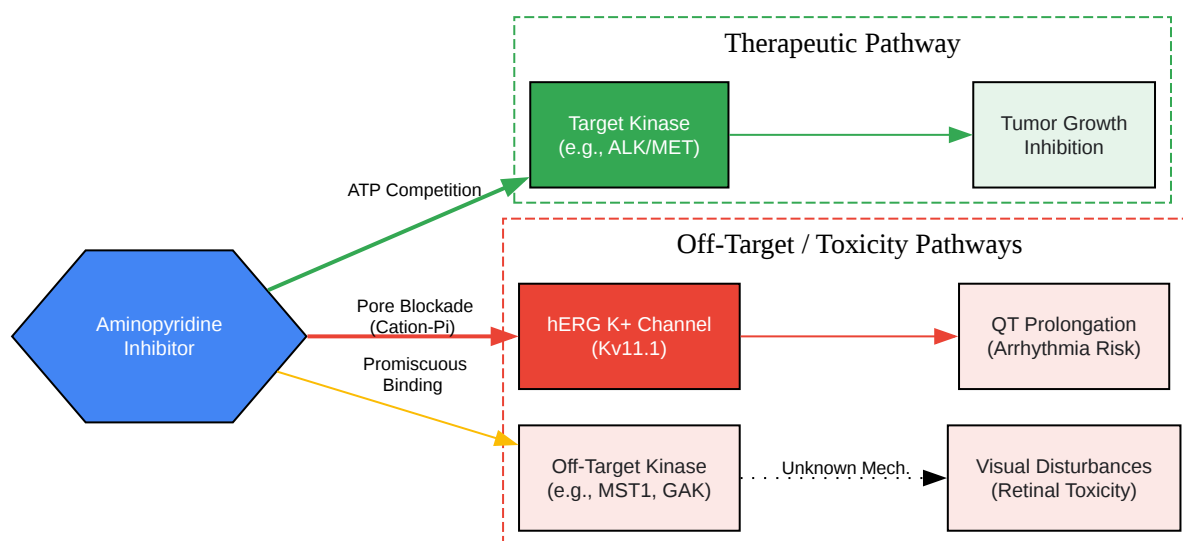 Therapeutic Pathway
Target Kinase
(e.g., ALK/MET)
Tumor Growth
Inhibition
ATP Competition
Off-Target / Toxicity Pathways
Aminopyridine
Inhibitor
Pore Blockade
(Cation-Pi)
hERG K+ Channel
(Kv11.1)
QT Prolongation
(Arrhythmia Risk)
Promiscuous
Binding
Off-Target Kinase
(e.g., MST1, GAK)
Unknown Mech.
Visual Disturbances
(Retinal Toxicity)